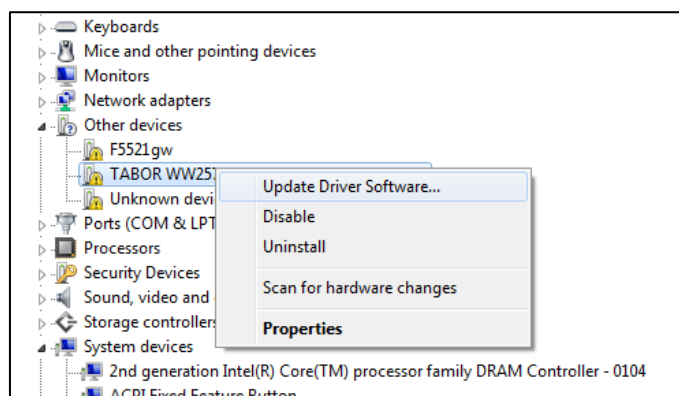 Keyboards
Mice and other pointing devices
Monitors
Network adapters
Other devices
F5521gw
TABOR WW257
Update Driver Software...
Unknown devi
Disable
Ports (COM & LPT
Uninstall
Processors
Security Devices
Scan for hardware changes
Sound, video and
Storage controllers
Properties
System devices
2nd generation Intel(R) Core(TM) processor family DRAM Controller - 0104
ACPI Fixed Feature Button